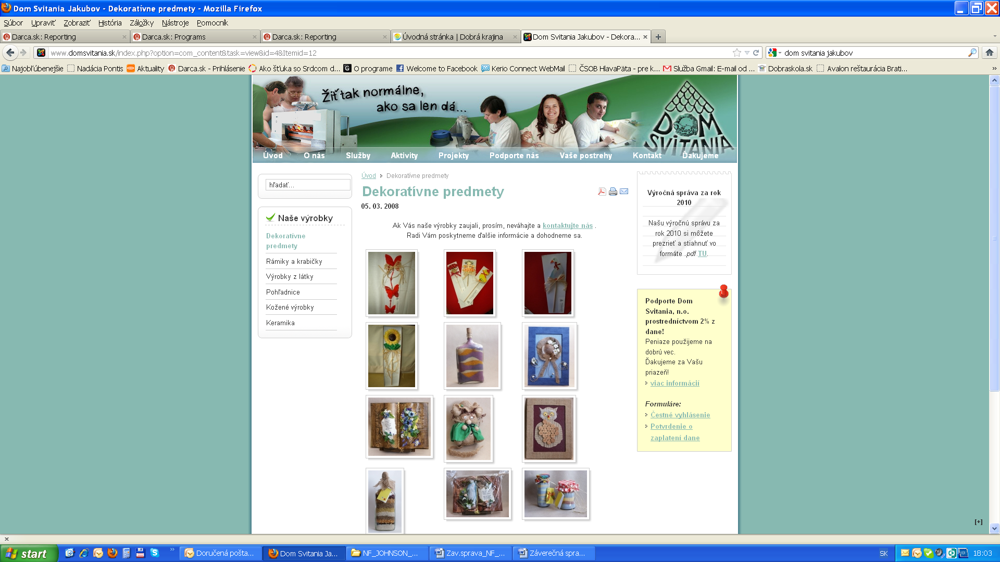 Dom Svitania Jakubov - Dekoratívne predmety - Mozilla Firefox
Súbor Upraviť Zobraziť História Záložky Nástroje Pomocník
Darca.sk: Reporting Darca.sk: Programs Darca.sk: Reporting Úvodná stránka | Dobrá krajina Dom Svitania Jakubov - Dekora...
www.domsvitania.sk/index.php?option=com_content&task=view&id=4&Itemid=12 dom svitania jakubov
Najobľúbenejšie Nadácia Pontis Aktuality Darca.sk - Prihlásenie Ako šťuka so Srdcom d... O programe Welcome to Facebook Kerio Connect WebMail ČSOB HlavaPäta - pre k... Služba Gmail: E-mail od ... Dobraskola.sk Avalon reštaurácia Brati... »
Žiť tak normálne,
ako sa len dá...
DOM
SVITANIA
Úvod O nás Služby Aktivity Projekty Podporte nás Vaše postrehy Kontakt Ďakujeme
hľadať...
Naše výrobky
Dekoratívne
predmety
Rámiky a krabičky
Výrobky z látky
Pohľadnice
Kožené výrobky
Keramika
Úvod Dekoratívne predmety
Dekoratívne predmety
05. 03. 2008
Ak Vás naše výrobky zaujali, prosím, neváhajte a kontaktujte nás .
Radi Vám poskytneme ďalšie informácie a dohodneme sa.
Výročná správa za rok
2010
Našu výročnú správu za
rok 2010 si môžete
prezrieť a stiahnuť vo
formáte .pdf TU.
Podporte Dom
Svitania, n.o.
prostredníctvom 2% z
dane!
Peniaze použijeme na
dobrú vec.
Ďakujeme za Vašu
priazeň!
viac informácií
Formuláre:
Čestné vyhlásenie
Potvrdenie o
zaplatení dane
[+]
x
start » Doručená pošta... Dom Svitania Ja... NF_JOHNSON_... Zav.sprava_NF_... Záverečná spra... SK 18:03